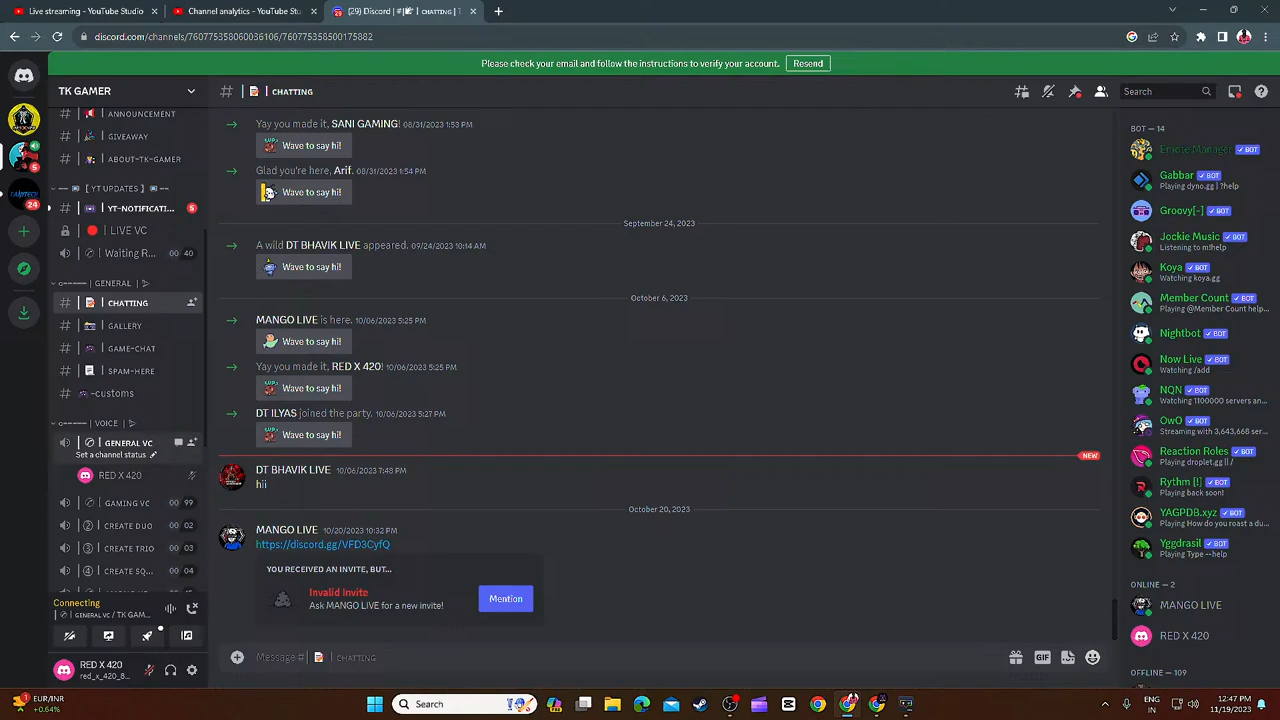 Live streaming - YouTube Studio
Channel analytics - YouTube Stu
(29) Discord | #
| CHATTING |
discord.com/channels/760775358060036106/760775358500175882
Please check your email and follow the instructions to verify your account.
Resend
TK GAMER
| ANNOUNCEMENT
| GIVEAWAY
| ABOUT-TK-GAMER
[ YT UPDATES ]
| YT-NOTIFICATI...
5
| LIVE VC
Waiting R...
00 40
GENERAL
| CHATTING
| GALLERY
| GAME-CHAT
| SPAM-HERE
-customs
VOICE
| GENERAL VC
Set a channel status
RED X 420
| GAMING VC
00 99
② | CREATE DUO
00 02
③ | CREATE TRIO
00 03
④ | CREATE SQ...
00 04
Connecting
| GENERAL VC / TK GAM...
RED X 420
red_x_420_8...
5
24
| CHATTING
Search
Yay you made it, SANI GAMING! 08/31/2023 1:53 PM
Wave to say hi!
Glad you're here, Arif. 08/31/2023 1:54 PM
Wave to say hi!
September 24, 2023
A wild DT BHAVIK LIVE appeared. 09/24/2023 10:14 AM
Wave to say hi!
October 6, 2023
MANGO LIVE is here. 10/06/2023 5:25 PM
Wave to say hi!
Yay you made it, RED X 420! 10/06/2023 5:25 PM
Wave to say hi!
DT ILYAS joined the party. 10/06/2023 5:27 PM
Wave to say hi!
NEW
DT BHAVIK LIVE 10/06/2023 7:48 PM
hii
October 20, 2023
MANGO LIVE 10/20/2023 10:32 PM
https://discord.gg/VFD3CyfQ
YOU RECEIVED AN INVITE, BUT...
Invalid Invite
Ask MANGO LIVE for a new invite!
Mention
Message #
| CHATTING
GIF
BOT — 14
Emote Manager ✓ BOT
Gabbar ✓ BOT
Playing dyno.gg | ?help
Groovy[-] ✓ BOT
Jockie Music ✓ BOT
Listening to m!help
Koya ✓ BOT
Watching koya.gg
Member Count ✓ BOT
Playing @Member Count help...
Nightbot ✓ BOT
Now Live ✓ BOT
Watching /add
NQN ✓ BOT
Watching 1100000 servers an...
OwO ✓ BOT
Streaming with 3,643,668 ser...
Reaction Roles ✓ BOT
Playing droplet.gg || /
Rythm [!] ✓ BOT
Playing back soon!
YAGPDB.xyz ✓ BOT
Playing How do you roast a du...
Yggdrasil ✓ BOT
Playing Type --help
ONLINE — 2
MANGO LIVE
RED X 420
OFFLINE — 109
EUR/INR
+0.64%
Search
ENG
IN
12:47 PM
11/19/2023